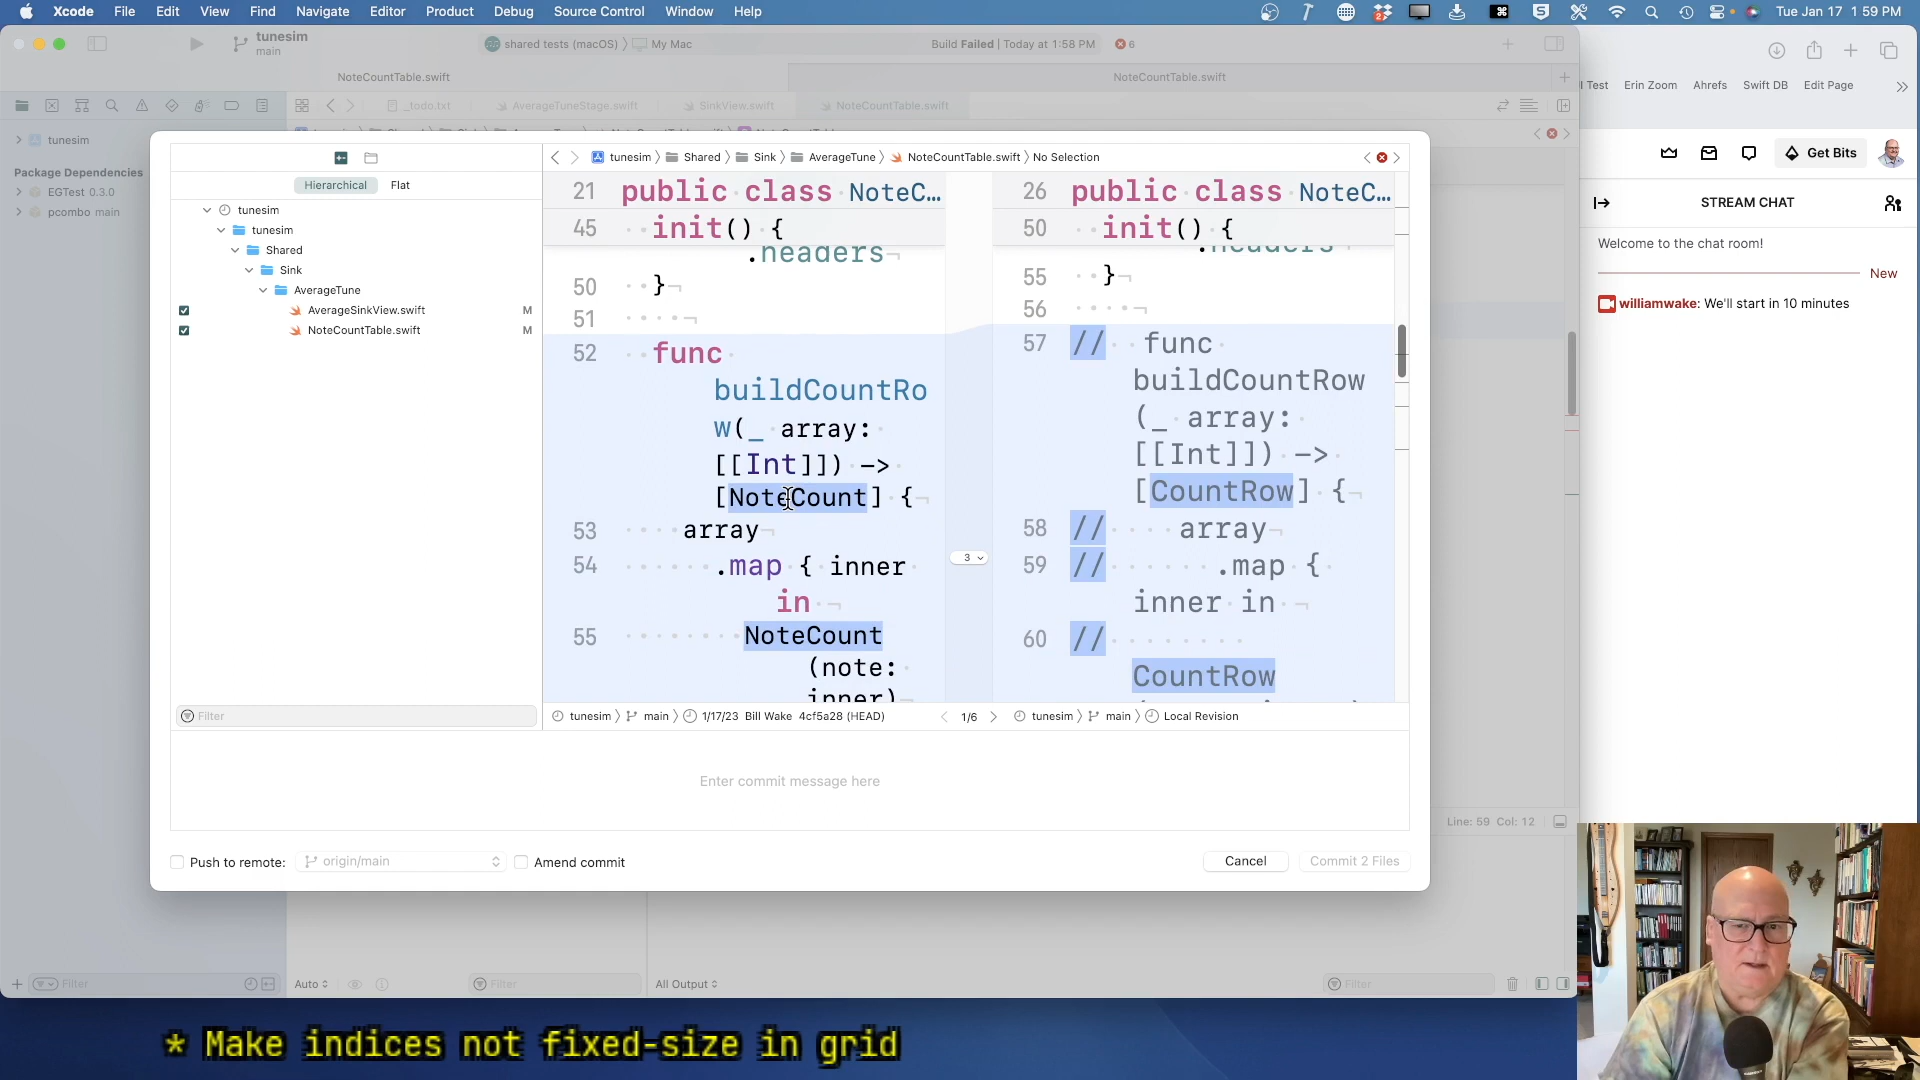 Xcode File Edit View Find Navigate Editor Product Debug Source Control Window Help Tue Jan 17 1:59 PM
tunesim
main
shared tests (macOS) 〉 My Mac
Build Failed | Today at 1:58 PM 6
NoteCountTable.swift NoteCountTable.swift
_todo.txt AverageTuneStage.swift SinkView.swift NoteCountTable.swift
tunesim
Package Dependencies
EGTest 0.3.0
pcombo main
Hierarchical Flat
tunesim
tunesim
Shared
Sink
AverageTune
AverageSinkView.swift M
NoteCountTable.swift M
Filter
tunesim 〉 Shared 〉 Sink 〉 AverageTune 〉 NoteCountTable.swift 〉 No Selection
21 public class NoteC…
45 init() {
.headers¬
50 }¬
51 ¬
52 func
buildCountRo
w(_ array:
[[Int]]) ->
[NoteCount] {¬
53 array¬
54 .map { inner
in ¬
55 NoteCount
(note:
inner)
3
26 public class NoteC…
50 init() {
.headers¬
55 }¬
56 ¬
57 // func
buildCountRow
(_ array:
[[Int]]) ->
[CountRow] {¬
58 // array¬
59 // .map {
inner in ¬
60 //
CountRow
tunesim 〉 main 〉 1/17/23 Bill Wake 4cf5a28 (HEAD) 1/6 tunesim 〉 main 〉 Local Revision
Enter commit message here
Push to remote: origin/main Amend commit Cancel Commit 2 Files
Line: 59 Col: 12
Filter Auto Filter All Output Filter
l Test Erin Zoom Ahrefs Swift DB Edit Page
Get Bits
STREAM CHAT
Welcome to the chat room!
New
williamwake: We'll start in 10 minutes
* Make indices not fixed-size in grid